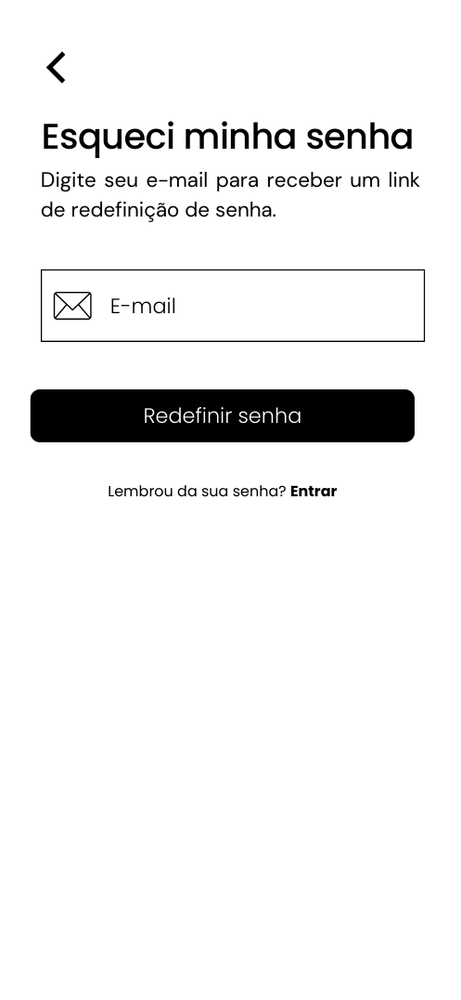 Esqueci minha senha
Digite seu e-mail para receber um link
de redefinição de senha.
E-mail
Redefinir senha
Lembrou da sua senha? Entrar